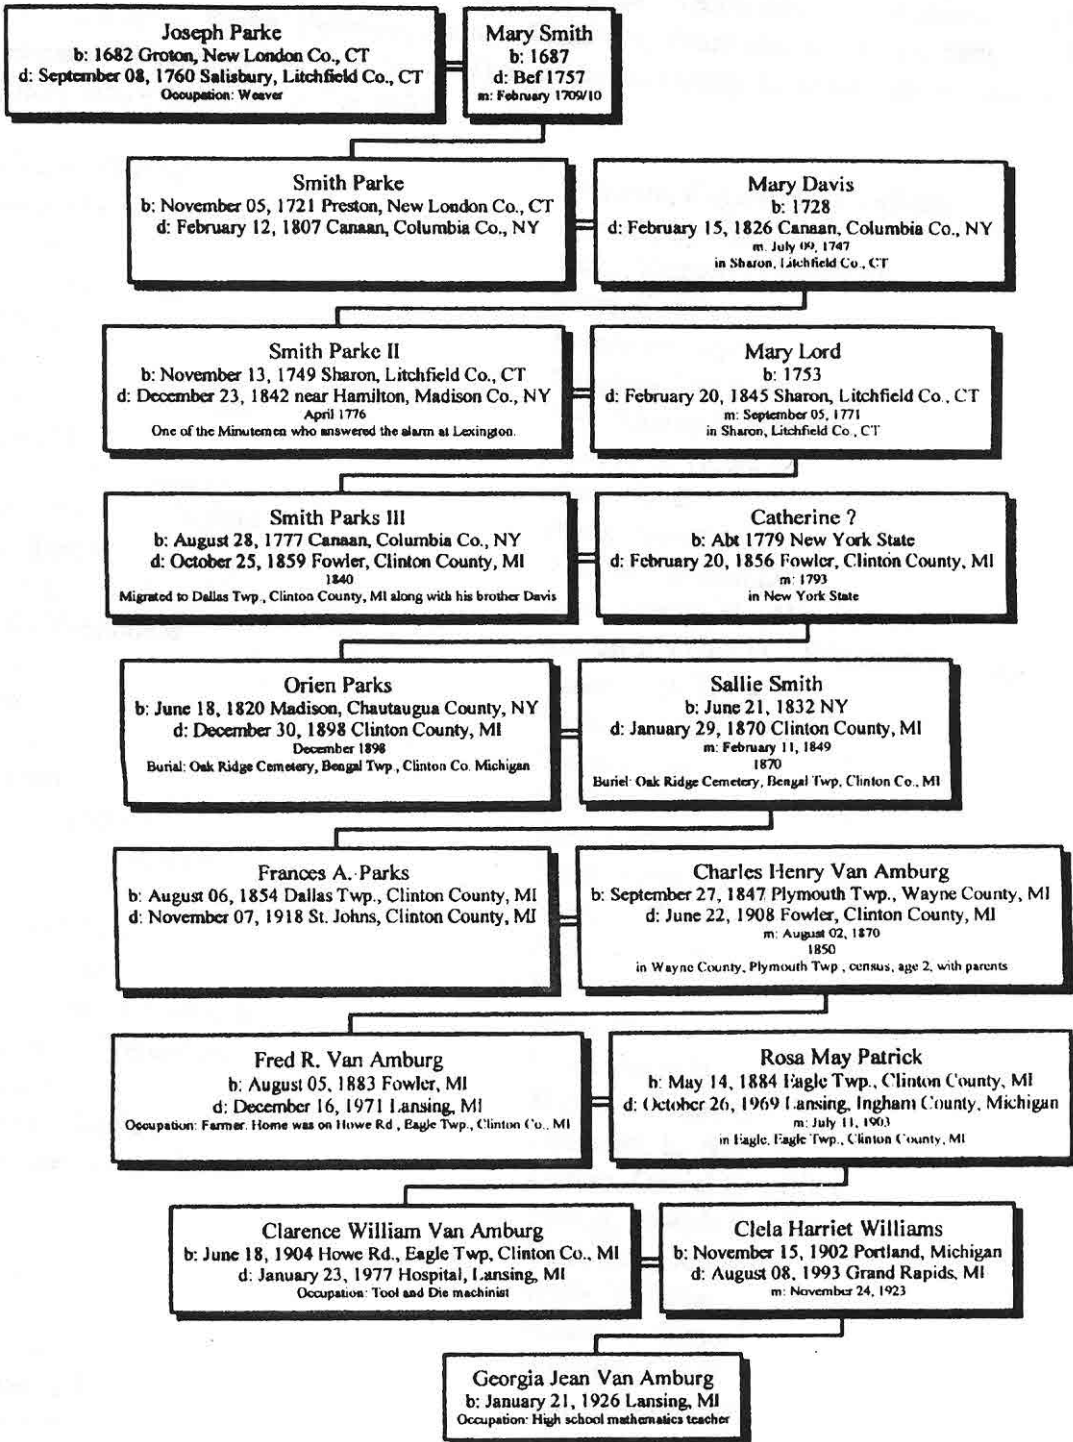 Joseph Parke
b: 1682 Groton, New London Co., CT
d: September 08, 1760 Salisbury, Litchfield Co., CT
Occupation: Weaver
Mary Smith
b: 1687
d: Bef 1757
m: February 1709/10
Smith Parke
b: November 05, 1721 Preston, New London Co., CT
d: February 12, 1807 Canaan, Columbia Co., NY
Mary Davis
b: 1728
d: February 15, 1826 Canaan, Columbia Co., NY
m: July 09, 1747
in Sharon, Litchfield Co., CT
Smith Parke II
b: November 13, 1749 Sharon, Litchfield Co., CT
d: December 23, 1842 near Hamilton, Madison Co., NY
April 1776
One of the Minutemen who answered the alarm at Lexington.
Mary Lord
b: 1753
d: February 20, 1845 Sharon, Litchfield Co., CT
m: September 05, 1771
in Sharon, Litchfield Co., CT
Smith Parks III
b: August 28, 1777 Canaan, Columbia Co., NY
d: October 25, 1859 Fowler, Clinton County, MI
1840
Migrated to Dallas Twp., Clinton County, MI along with his brother Davis
Catherine ?
b: Abt 1779 New York State
d: February 20, 1856 Fowler, Clinton County, MI
m: 1793
in New York State
Orien Parks
b: June 18, 1820 Madison, Chautaugua County, NY
d: December 30, 1898 Clinton County, MI
December 1898
Burial: Oak Ridge Cemetery, Bengal Twp., Clinton Co. Michigan
Sallie Smith
b: June 21, 1832 NY
d: January 29, 1870 Clinton County, MI
m: February 11, 1849
1870
Buriel: Oak Ridge Cemetery, Bengal Twp, Clinton Co., MI
Frances A. Parks
b: August 06, 1854 Dallas Twp., Clinton County, MI
d: November 07, 1918 St. Johns, Clinton County, MI
Charles Henry Van Amburg
b: September 27, 1847 Plymouth Twp., Wayne County, MI
d: June 22, 1908 Fowler, Clinton County, MI
m: August 02, 1870
1850
in Wayne County, Plymouth Twp., census, age 2, with parents
Fred R. Van Amburg
b: August 05, 1883 Fowler, MI
d: December 16, 1971 Lansing, MI
Occupation: Farmer. Home was on Howe Rd., Eagle Twp., Clinton Co., MI
Rosa May Patrick
b: May 14, 1884 Eagle Twp., Clinton County, MI
d: October 26, 1969 Lansing, Ingham County, Michigan
m: July 11, 1903
in Eagle, Eagle Twp., Clinton County, MI
Clarence William Van Amburg
b: June 18, 1904 Howe Rd., Eagle Twp, Clinton Co., MI
d: January 23, 1977 Hospital, Lansing, MI
Occupation: Tool and Die machinist
Clela Harriet Williams
b: November 15, 1902 Portland, Michigan
d: August 08, 1993 Grand Rapids, MI
m: November 24, 1923
Georgia Jean Van Amburg
b: January 21, 1926 Lansing, MI
Occupation: High school mathematics teacher